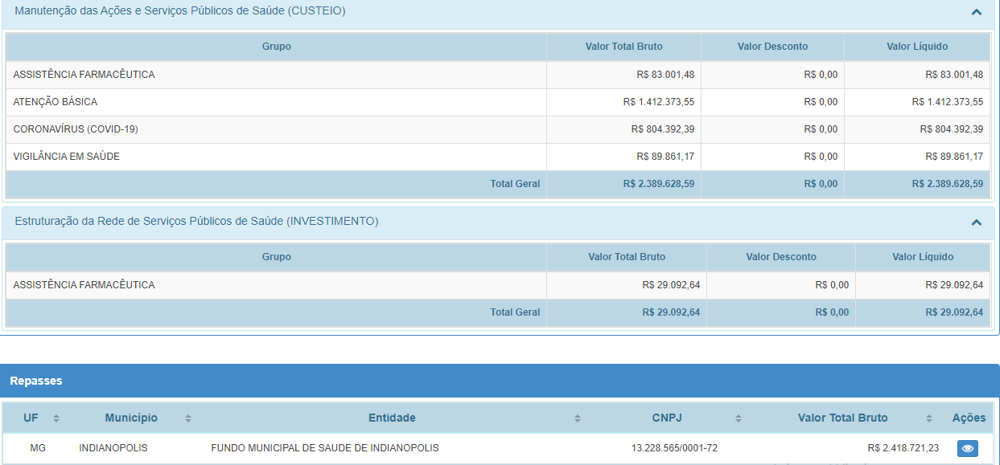 Manutenção das Ações e Serviços Públicos de Saúde (CUSTEIO)
Grupo Valor Total Bruto Valor Desconto Valor Líquido
ASSISTÊNCIA FARMACÊUTICA R$ 83.001,48 R$ 0,00 R$ 83.001,48
ATENÇÃO BÁSICA R$ 1.412.373,55 R$ 0,00 R$ 1.412.373,55
CORONAVÍRUS (COVID-19) R$ 804.392,39 R$ 0,00 R$ 804.392,39
VIGILÂNCIA EM SAÚDE R$ 89.861,17 R$ 0,00 R$ 89.861,17
Total Geral R$ 2.389.628,59 R$ 0,00 R$ 2.389.628,59
Estruturação da Rede de Serviços Públicos de Saúde (INVESTIMENTO)
Grupo Valor Total Bruto Valor Desconto Valor Líquido
ASSISTÊNCIA FARMACÊUTICA R$ 29.092,64 R$ 0,00 R$ 29.092,64
Total Geral R$ 29.092,64 R$ 0,00 R$ 29.092,64
Repasses
UF Município Entidade CNPJ Valor Total Bruto Ações
MG INDIANOPOLIS FUNDO MUNICIPAL DE SAUDE DE INDIANOPOLIS 13.228.565/0001-72 R$ 2.418.721,23